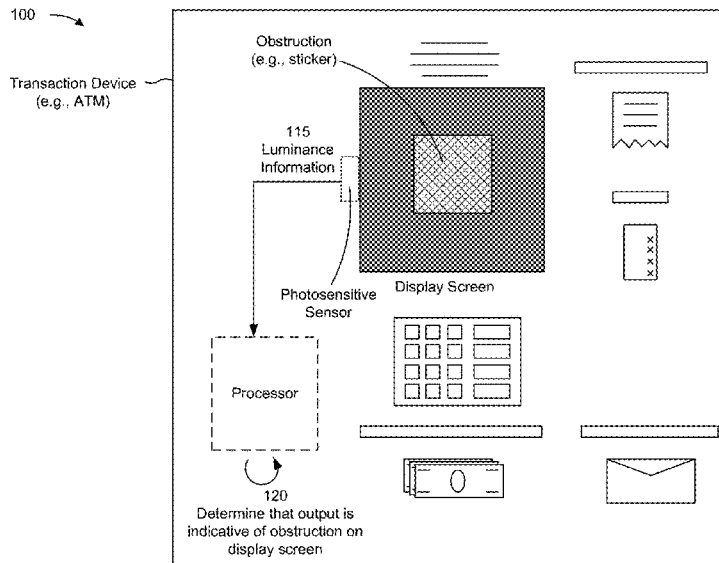 100
Transaction Device
(e.g., ATM)
Obstruction
(e.g., sticker)
115
Luminance
Information
Photosensitive
Sensor
Display Screen
Processor
120
Determine that output is
indicative of obstruction on
display screen